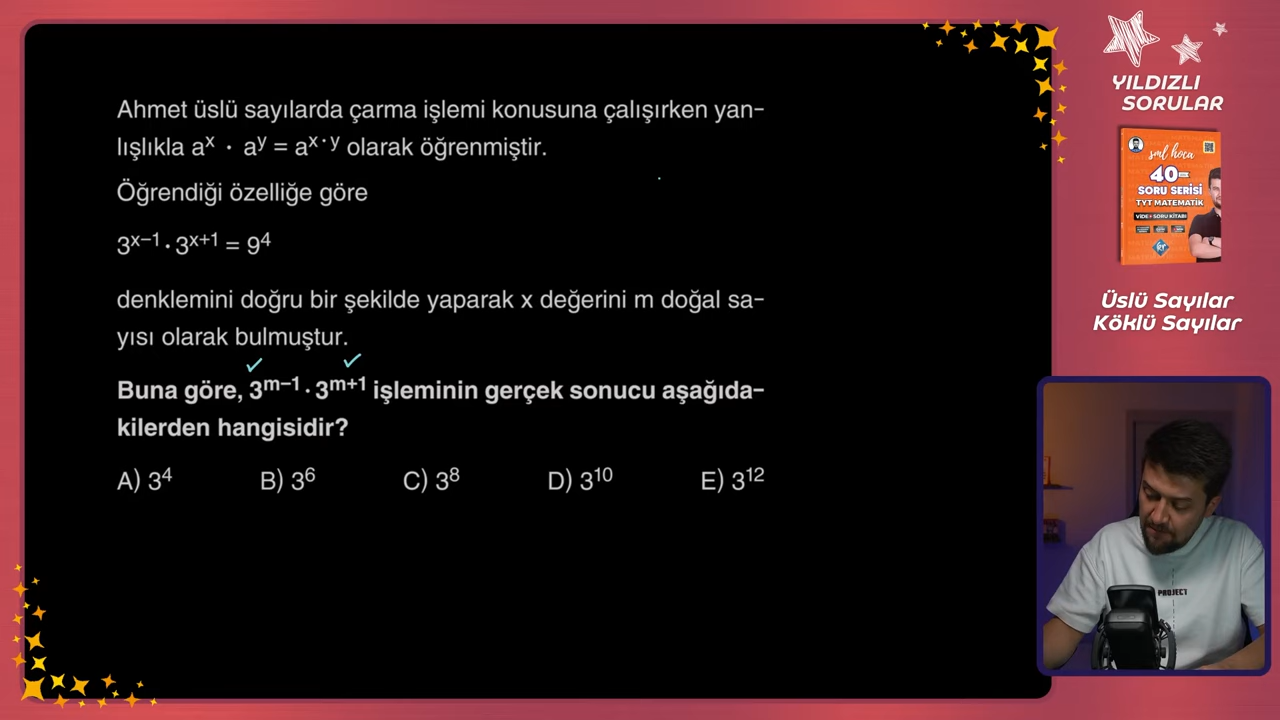 Ahmet üslü sayılarda çarma işlemi konusuna çalışırken yan–
lışlıkla aˣ · aʸ = aˣ˙ʸ olarak öğrenmiştir.
Öğrendiği özelliğe göre
3ˣ⁻¹ · 3ˣ⁺¹ = 9⁴
denklemini doğru bir şekilde yaparak x değerini m doğal sa–
yısı olarak bulmuştur.
Buna göre, 3ᵐ⁻¹ · 3ᵐ⁺¹ işleminin gerçek sonucu aşağıda–
kilerden hangisidir?
A) 3⁴ B) 3⁶ C) 3⁸ D) 3¹⁰ E) 3¹²
YILDIZLI
SORULAR
sml hoca
40
SORU SERİSİ
TYT MATEMATİK
Üslü Sayılar
Köklü Sayılar
PROJECT